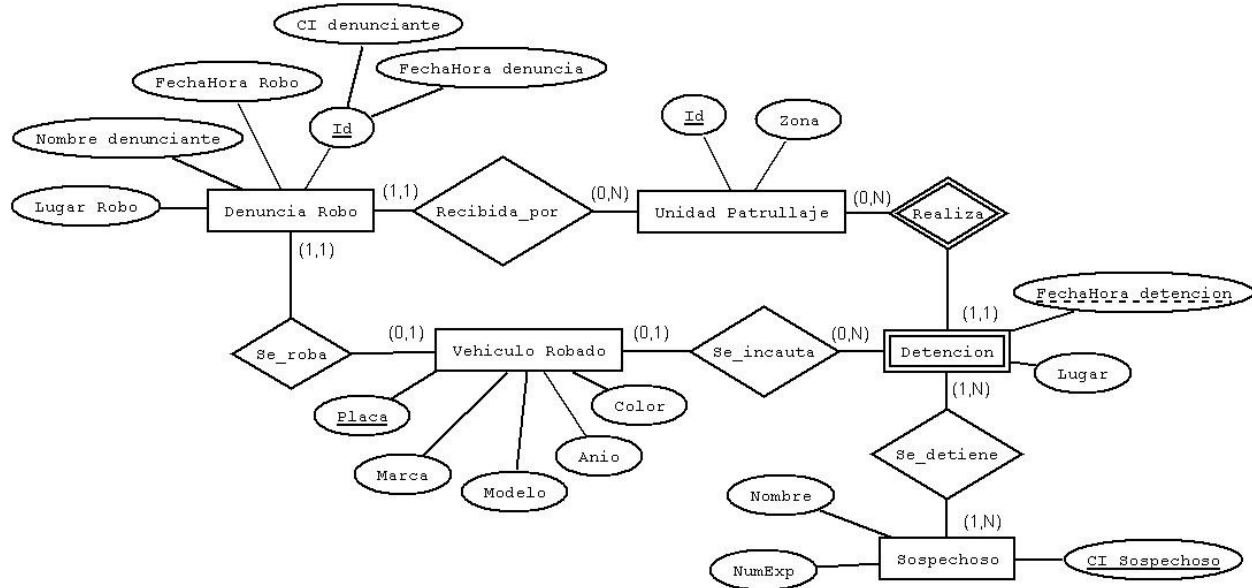 CI denunciante
FechaHora Robo
FechaHora denuncia
Nombre denunciante
Id
Id
Zona
Lugar Robo
Denuncia Robo
(1,1)
Recibida_por
(0,N)
Unidad Patrullaje
(0,N)
Realiza
(1,1)
FechaHora detencion
(1,1)
Se_roba
(0,1)
Vehiculo Robado
(0,1)
Se_incauta
(0,N)
Detencion
Lugar
Placa
Color
(1,N)
Marca
Modelo
Anio
Se_detiene
Nombre
(1,N)
NumExp
Sospechoso
CI Sospechoso